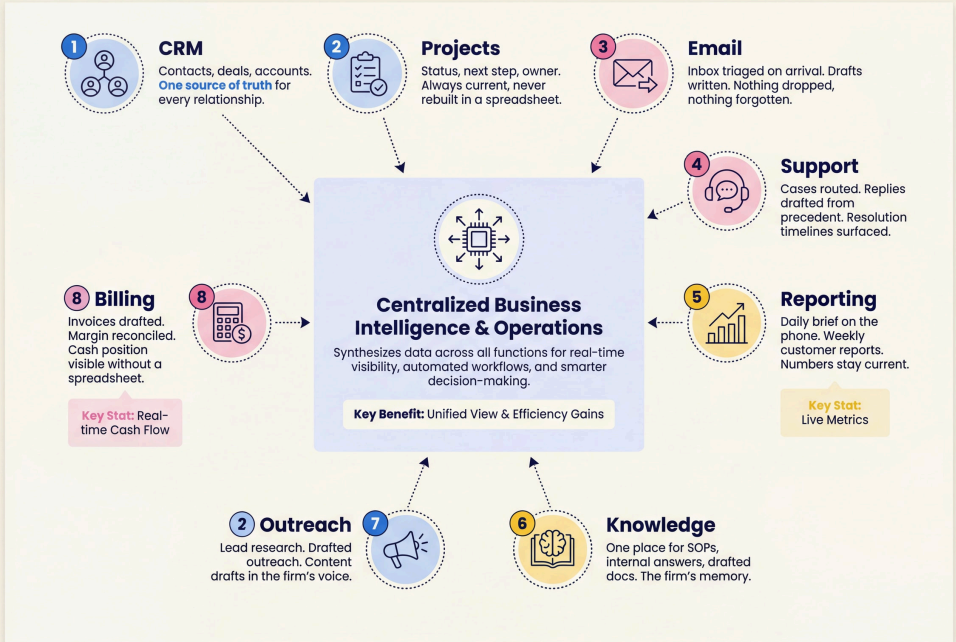 1
CRM
Contacts, deals, accounts.
One source of truth for
every relationship.
2
Projects
Status, next step, owner.
Always current, never
rebuilt in a spreadsheet.
3
Email
Inbox triaged on arrival. Drafts
written. Nothing dropped,
nothing forgotten.
4
Support
Cases routed. Replies
drafted from
precedent. Resolution
timelines surfaced.
Centralized Business
Intelligence & Operations
Synthesizes data across all functions for real-time
visibility, automated workflows, and smarter
decision-making.
Key Benefit: Unified View & Efficiency Gains
5
Reporting
Daily brief on the
phone. Weekly
customer reports.
Numbers stay current.
Key Stat:
Live Metrics
6
Knowledge
One place for SOPs,
internal answers, drafted
docs. The firm's memory.
2 Outreach
7
Lead research. Drafted
outreach. Content
drafts in the firm's voice.
8 Billing
8
$
Invoices drafted.
Margin reconciled.
Cash position
visible without a
spreadsheet.
Key Stat: Real-
time Cash Flow